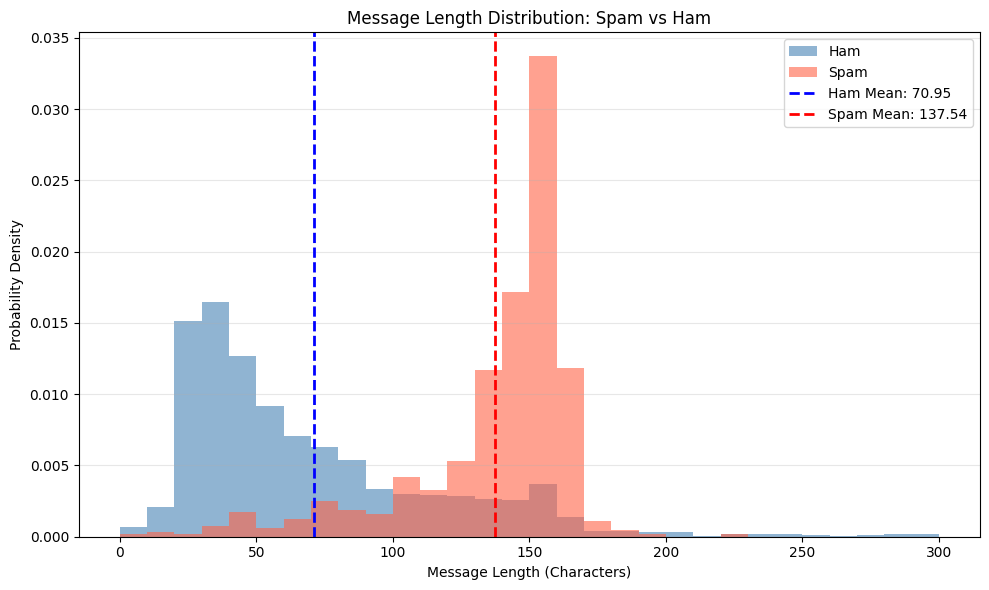 Message Length Distribution: Spam vs Ham
Ham
Spam
Ham Mean: 70.95
Spam Mean: 137.54
Probability Density
0.035
0.030
0.025
0.020
0.015
0.010
0.005
0.000
0 50 100 150 200 250 300
Message Length (Characters)